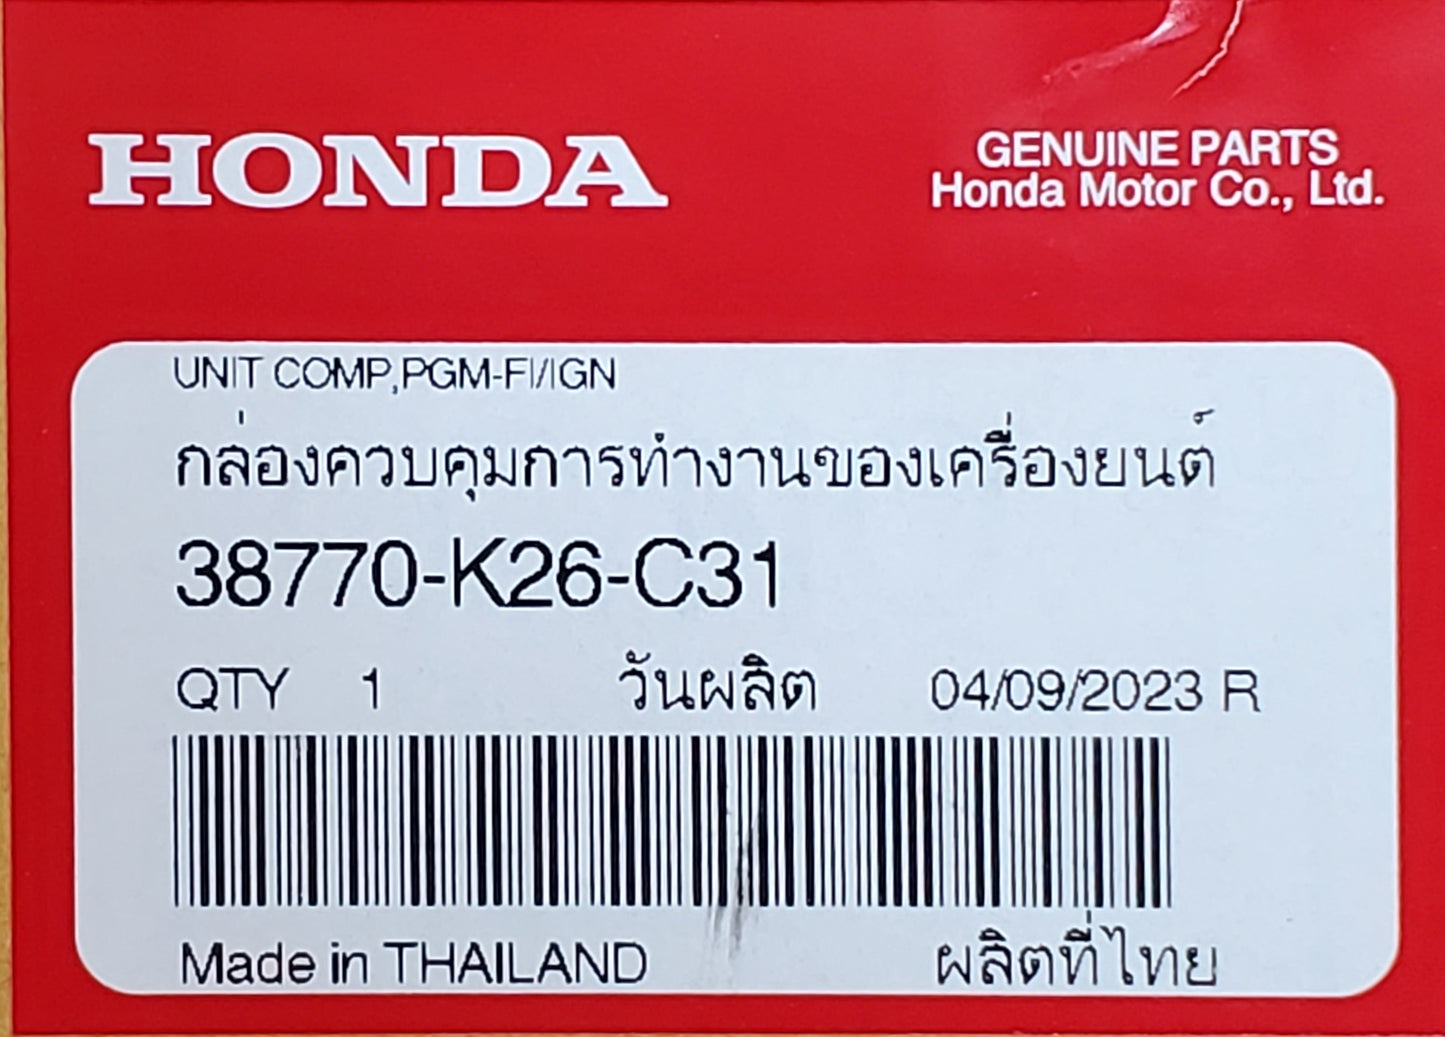 HONDA
GENUINE PARTS
Honda Motor Co., Ltd.
UNIT COMP,PGM-FI/IGN
กล่องควบคุมการทำงานของเครื่องยนต์
38770-K26-C31
QTY 1 วันผลิต 04/09/2023 R
Made in THAILAND ผลิตที่ไทย